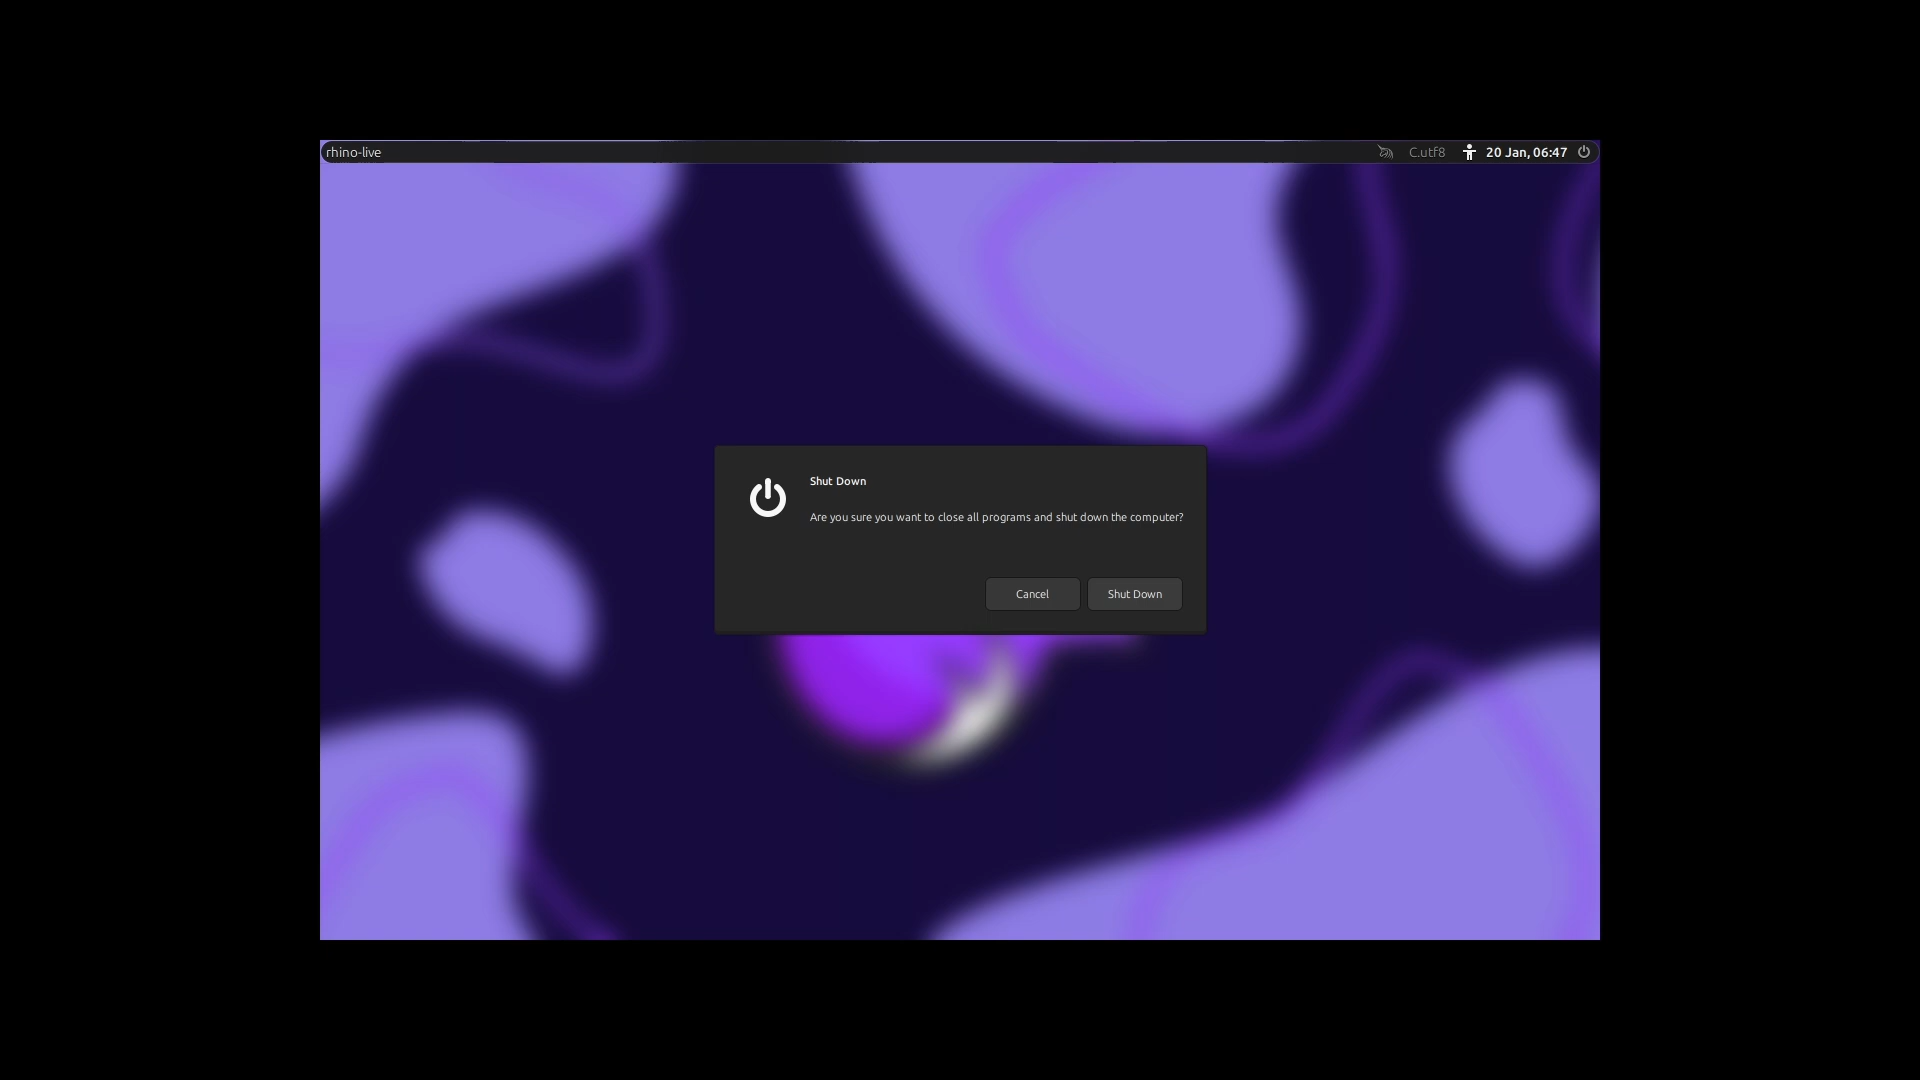 rhino-live
C.utf8
20 Jan, 06:47
Shut Down
Are you sure you want to close all programs and shut down the computer?
Cancel
Shut Down